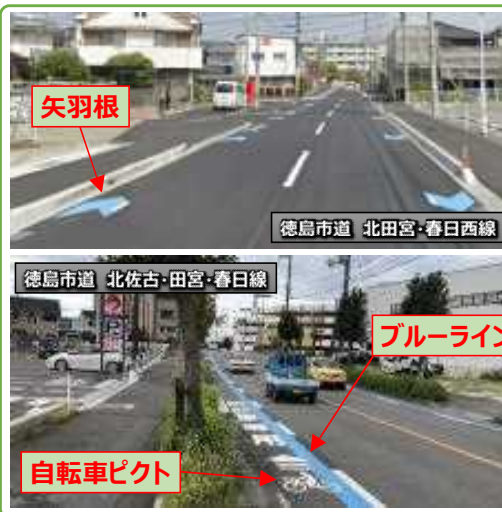 矢羽根
徳島市道 北田宮・春日西線
徳島市道 北佐古・田宮・春日線
ブルーライン
自転車ピクト